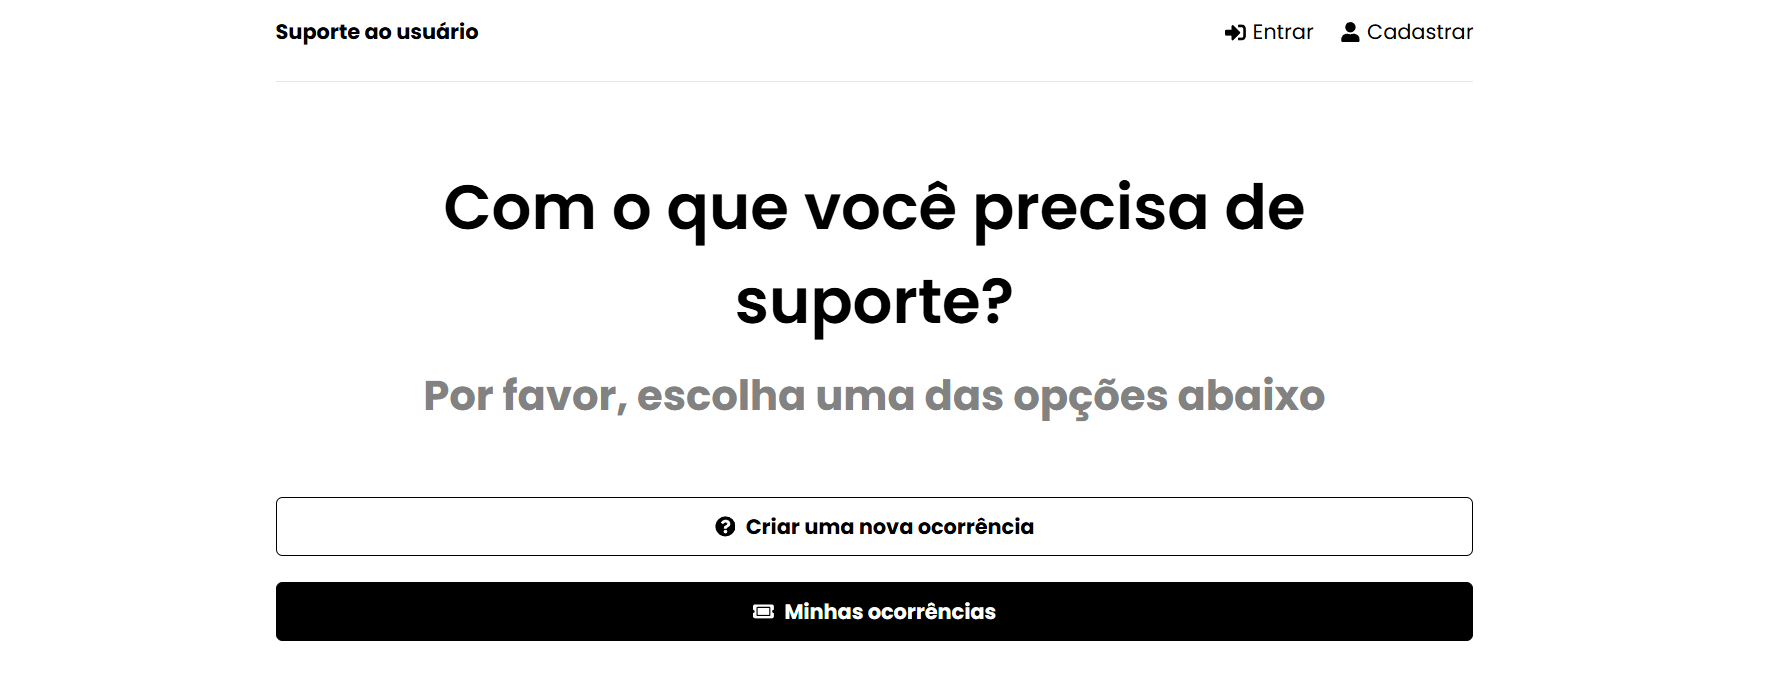 Suporte ao usuário
Entrar
Cadastrar
Com o que você precisa de
suporte?
Por favor, escolha uma das opções abaixo
Criar uma nova ocorrência
Minhas ocorrências